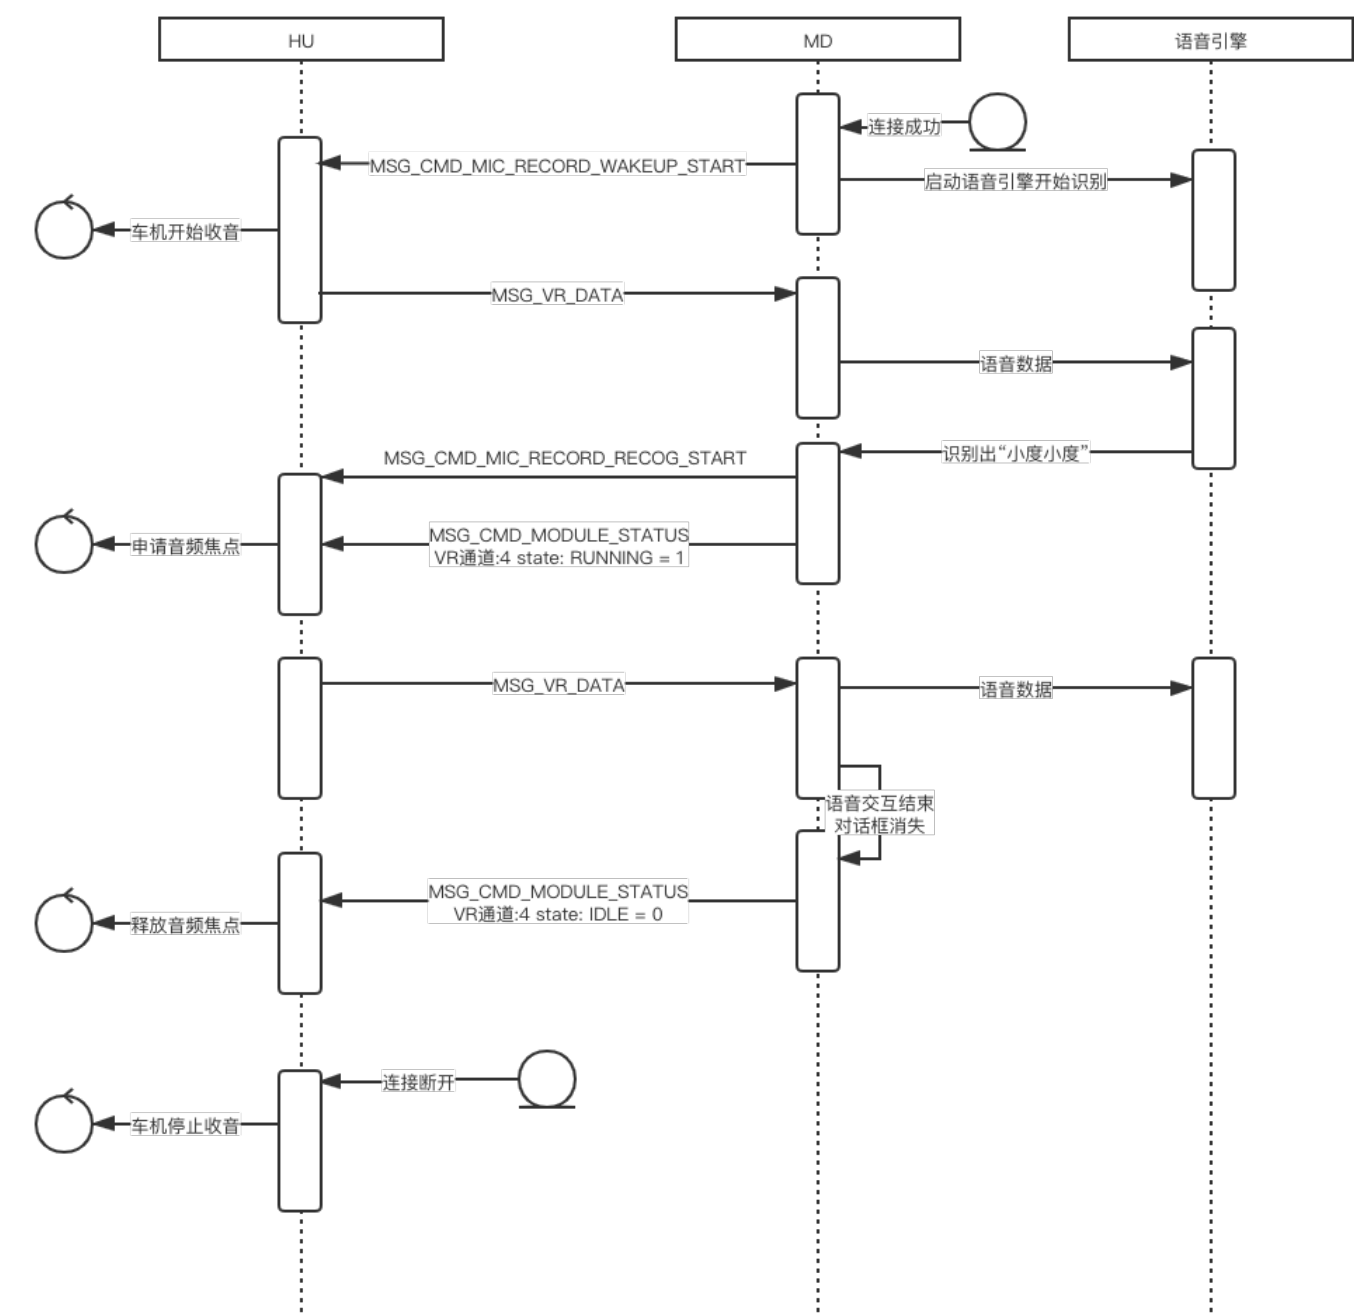 HU
MD
语音引擎
连接成功
MSG_CMD_MIC_RECORD_WAKEUP_START
启动语音引擎开始识别
车机开始收音
MSG_VR_DATA
语音数据
识别出“小度小度”
MSG_CMD_MIC_RECORD_RECOG_START
MSG_CMD_MODULE_STATUS
VR通道:4 state: RUNNING = 1
申请音频焦点
MSG_VR_DATA
语音数据
语音交互结束
对话框消失
MSG_CMD_MODULE_STATUS
VR通道:4 state: IDLE = 0
释放音频焦点
连接断开
车机停止收音